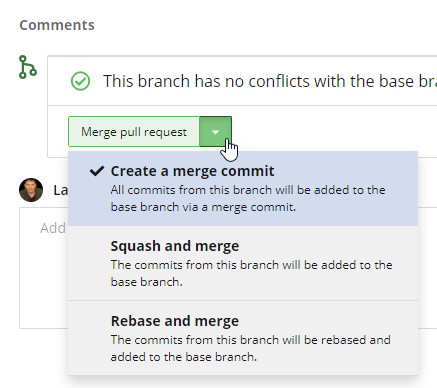 Comments
This branch has no conflicts with the base bra
Merge pull request
Create a merge commit
All commits from this branch will be added to the
base branch via a merge commit.
La
Add
Squash and merge
The commits from this branch will be added to the
base branch.
Rebase and merge
The commits from this branch will be rebased and
added to the base branch.